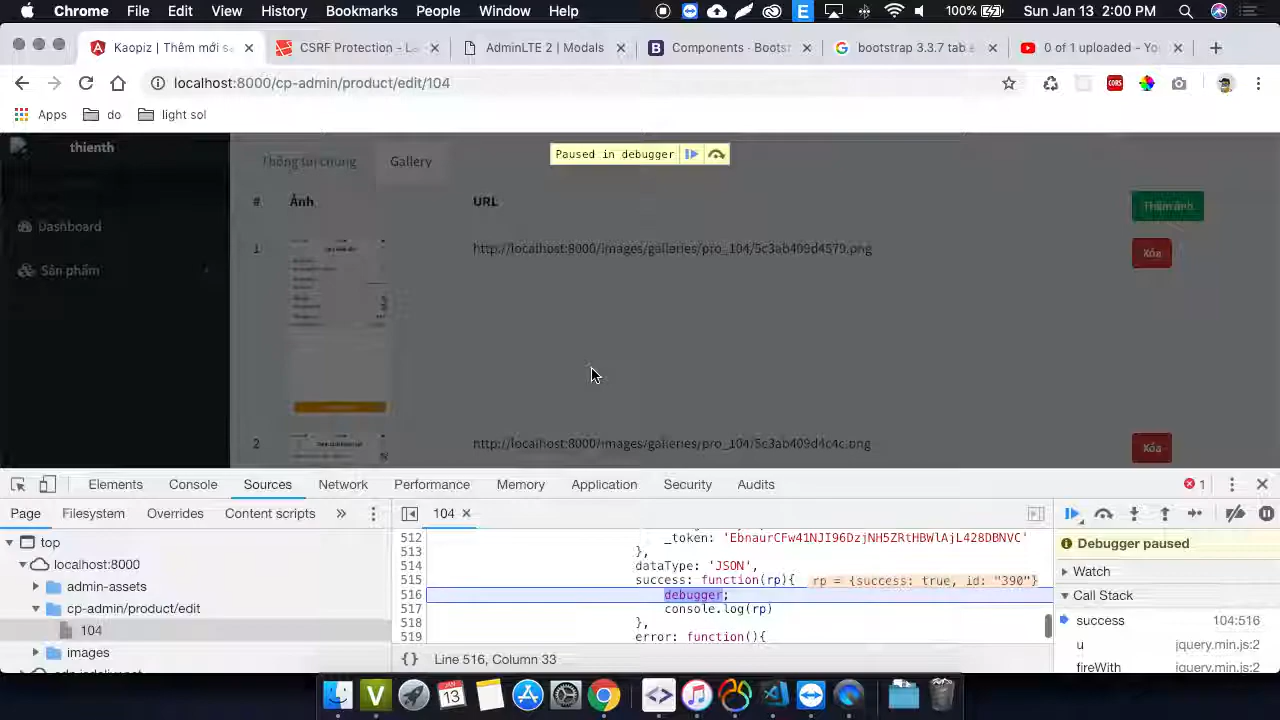 Chrome File Edit View History Bookmarks People Window Help 100% Sun Jan 13 2:00 PM
Kaopiz | Thêm mới s × CSRF Protection - La × AdminLTE 2 | Modals × Components · Bootst × bootstrap 3.3.7 tab e × 0 of 1 uploaded - Yo × +
localhost:8000/cp-admin/product/edit/104
Apps do light sol
thienth
Paused in debugger
Thông tin chung Gallery
# Ảnh URL Thêm ảnh
Dashboard
1 http://localhost:8000/images/galleries/pro_104/5c3ab409d4579.png Xóa
Sản phẩm
2 http://localhost:8000/images/galleries/pro_104/5c3ab409d4c4c.png Xóa
Elements Console Sources Network Performance Memory Application Security Audits 1
Page Filesystem Overrides Content scripts » 104 ×
top
localhost:8000
admin-assets
cp-admin/product/edit
104
images
512 _token: 'EbnaurCFw41NJI96DzjNH5ZRtHBWlAjL428DBNVC'
513 },
514 dataType: 'JSON',
515 success: function(rp){ rp = {success: true, id: "390"}
516 debugger;
517 console.log(rp)
518 },
519 error: function(){
{} Line 516, Column 33
Debugger paused
Watch
Call Stack
success 104:516
u jquery.min.js:2
fireWith jquery.min.js:2